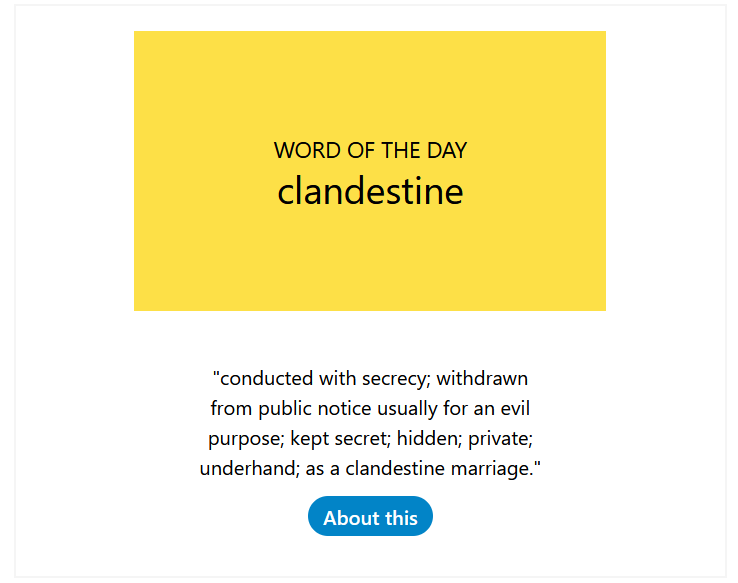 WORD OF THE DAY
clandestine
"conducted with secrecy; withdrawn
from public notice usually for an evil
purpose; kept secret; hidden; private;
underhand; as a clandestine marriage."
About this